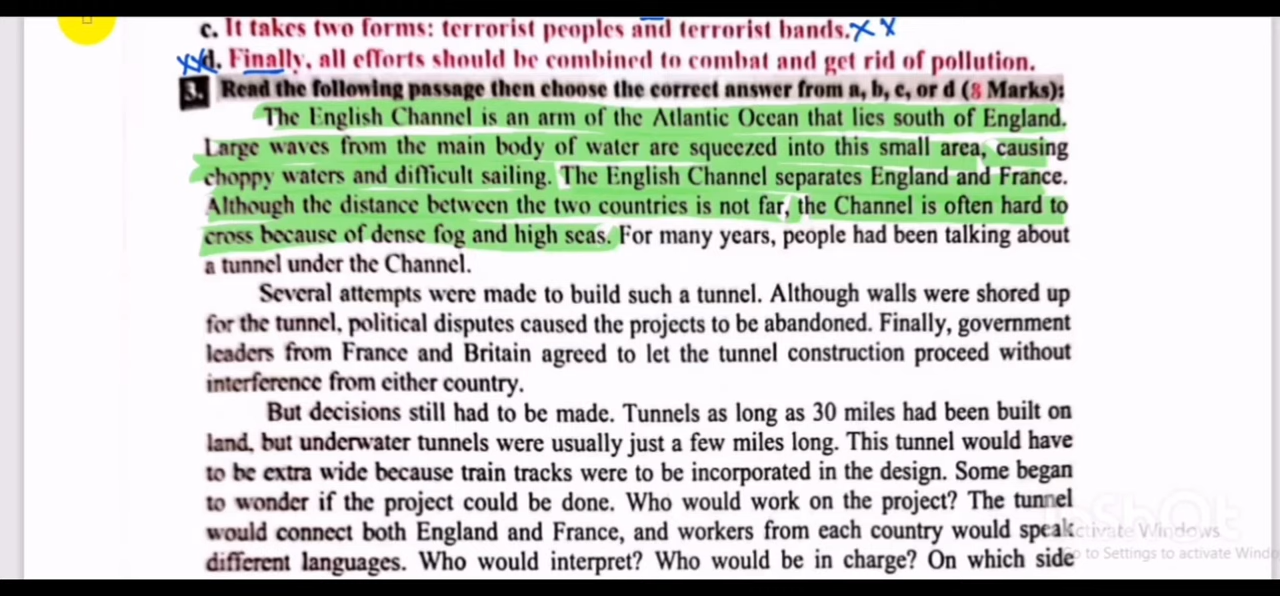 c. It takes two forms: terrorist peoples and terrorist bands.
d. Finally, all efforts should be combined to combat and get rid of pollution.
3. Read the following passage then choose the correct answer from a, b, c, or d (8 Marks):
The English Channel is an arm of the Atlantic Ocean that lies south of England.
Large waves from the main body of water are squeezed into this small area, causing
choppy waters and difficult sailing. The English Channel separates England and France.
Although the distance between the two countries is not far, the Channel is often hard to
cross because of dense fog and high seas. For many years, people had been talking about
a tunnel under the Channel.
Several attempts were made to build such a tunnel. Although walls were shored up
for the tunnel, political disputes caused the projects to be abandoned. Finally, government
leaders from France and Britain agreed to let the tunnel construction proceed without
interference from either country.
But decisions still had to be made. Tunnels as long as 30 miles had been built on
land, but underwater tunnels were usually just a few miles long. This tunnel would have
to be extra wide because train tracks were to be incorporated in the design. Some began
to wonder if the project could be done. Who would work on the project? The tunnel
would connect both England and France, and workers from each country would speak
Activate Windows
different languages. Who would interpret? Who would be in charge? On which side
to Settings to activate Windo